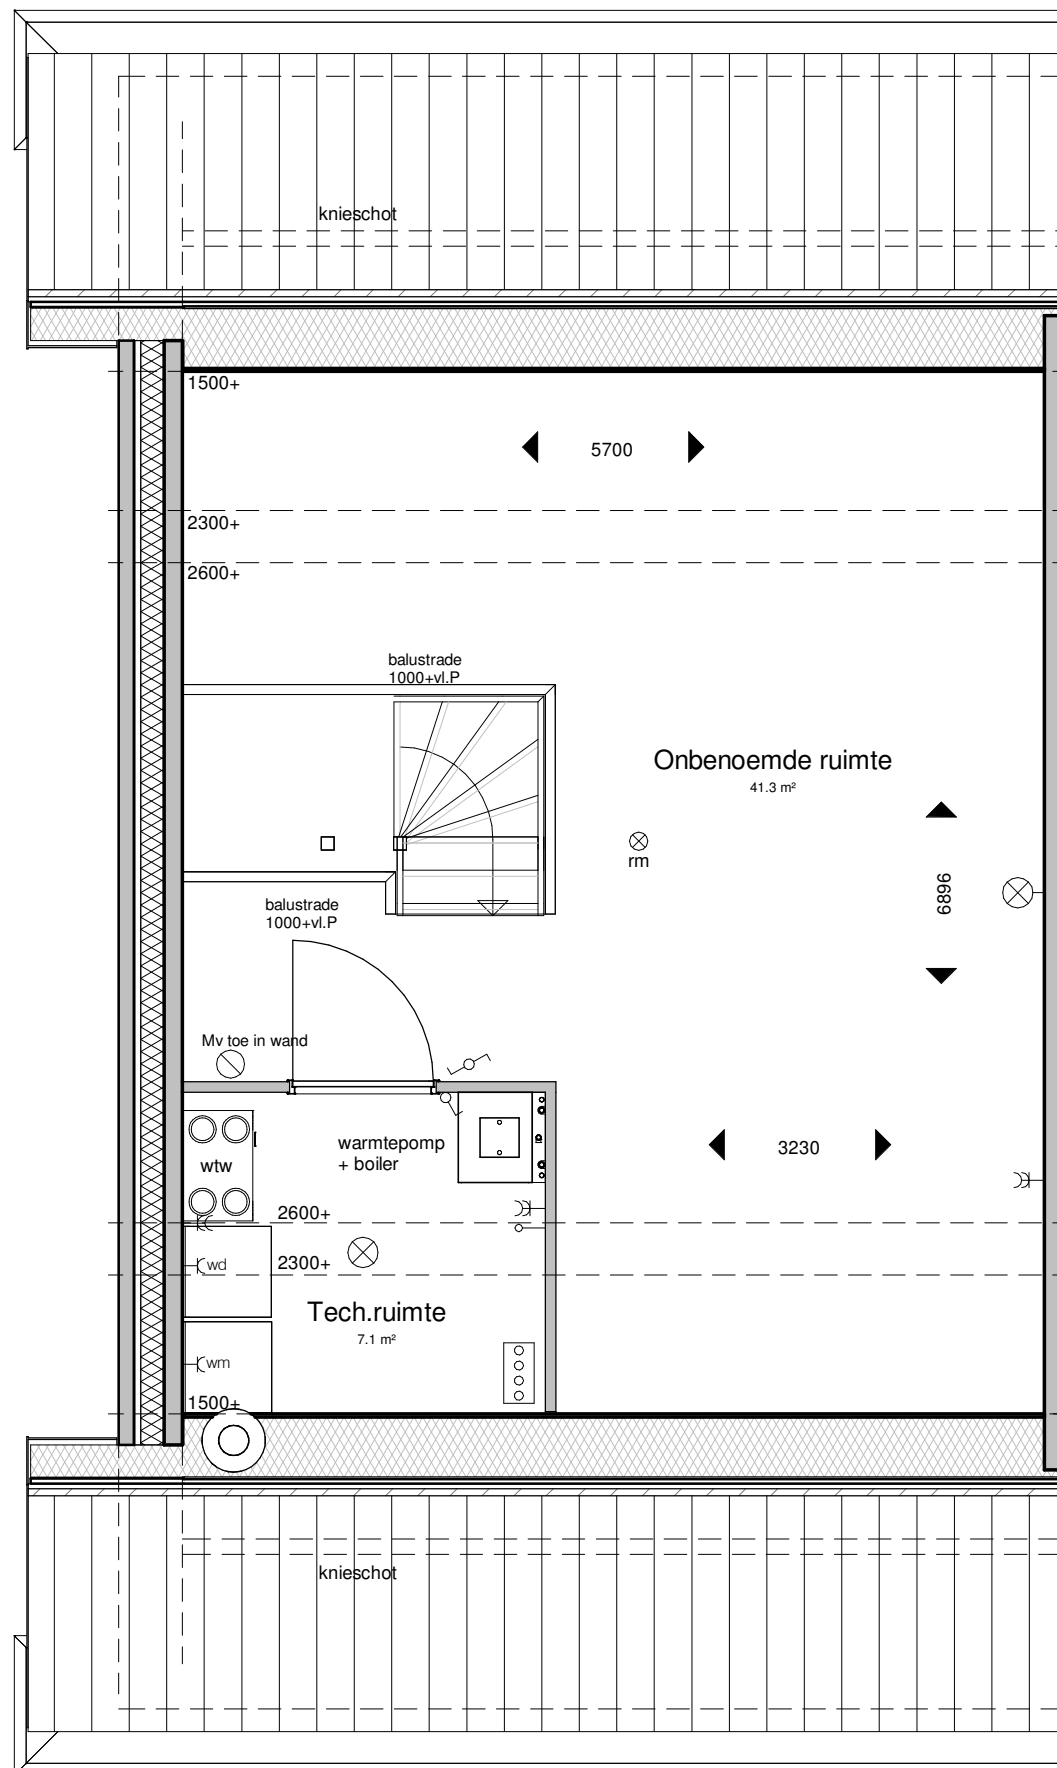 knieschot
1500+
5700
2300+
2600+
balustrade
1000+vl.P
Onbenoemde ruimte
41.3 m²
rm
6896
balustrade
1000+vl.P
Mv toe in wand
warmtepomp
+ boiler
3230
wtw
2600+
2300+
wd
Tech.ruimte
7.1 m²
wm
1500+
knieschot